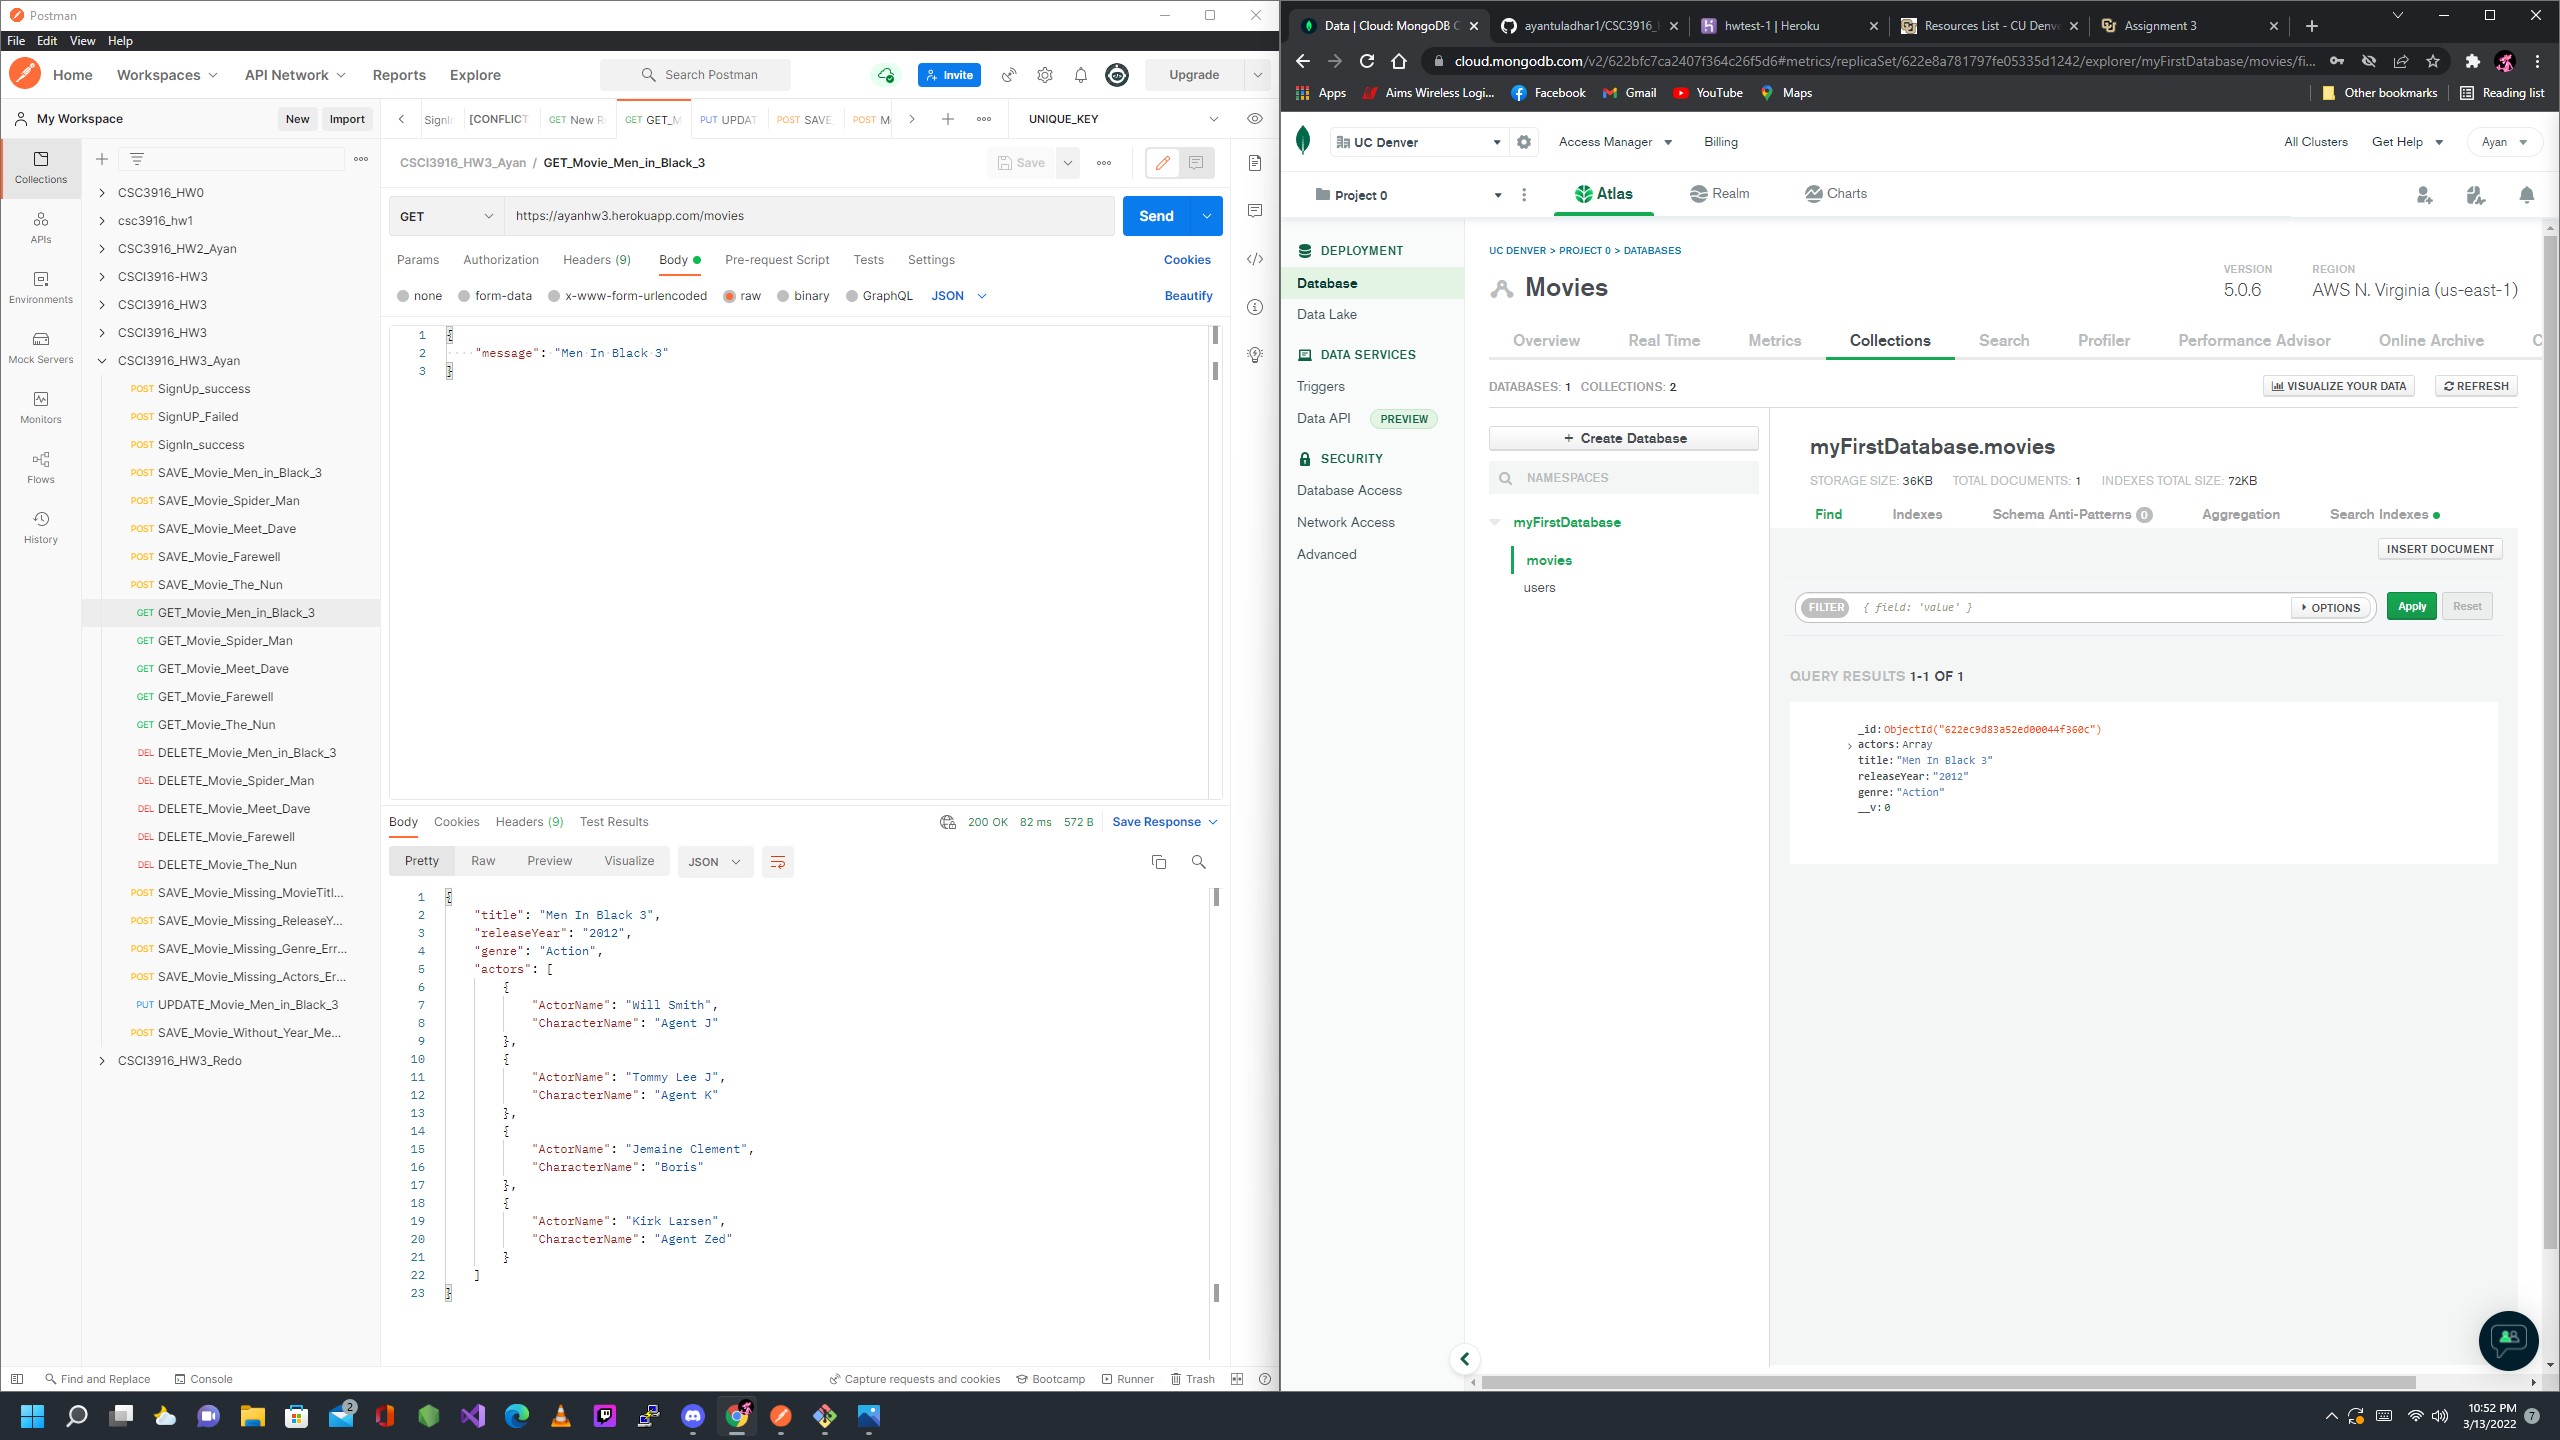 Postman
File Edit View Help
Home Workspaces API Network Reports Explore
Search Postman
Invite
Upgrade
My Workspace
New Import
Collections
APIs
Environments
Mock Servers
Monitors
Flows
History
CSC3916_HW0
csc3916_hw1
CSC3916_HW2_Ayan
CSCI3916-HW3
CSCI3916_HW3
CSCI3916_HW3
CSCI3916_HW3_Ayan
POST SignUp_success
POST SignUP_Failed
POST SignIn_success
POST SAVE_Movie_Men_in_Black_3
POST SAVE_Movie_Spider_Man
POST SAVE_Movie_Meet_Dave
POST SAVE_Movie_Farewell
POST SAVE_Movie_The_Nun
GET GET_Movie_Men_in_Black_3
GET GET_Movie_Spider_Man
GET GET_Movie_Meet_Dave
GET GET_Movie_Farewell
GET GET_Movie_The_Nun
DEL DELETE_Movie_Men_in_Black_3
DEL DELETE_Movie_Spider_Man
DEL DELETE_Movie_Meet_Dave
DEL DELETE_Movie_Farewell
DEL DELETE_Movie_The_Nun
POST SAVE_Movie_Missing_MovieTitl...
POST SAVE_Movie_Missing_ReleaseY...
POST SAVE_Movie_Missing_Genre_Err...
POST SAVE_Movie_Missing_Actors_Er...
PUT UPDATE_Movie_Men_in_Black_3
POST SAVE_Movie_Without_Year_Me...
CSCI3916_HW3_Redo
SignIn [CONFLICT GET New R GET GET_M PUT UPDAT POST SAVE_ POST M
UNIQUE_KEY
CSCI3916_HW3_Ayan / GET_Movie_Men_in_Black_3
Save
GET https://ayanhw3.herokuapp.com/movies Send
Params Authorization Headers (9) Body Pre-request Script Tests Settings Cookies
none form-data x-www-form-urlencoded raw binary GraphQL JSON Beautify
1 {
2 "message": "Men In Black 3"
3 }
Body Cookies Headers (9) Test Results 200 OK 82 ms 572 B Save Response
Pretty Raw Preview Visualize JSON
1 {
2 "title": "Men In Black 3",
3 "releaseYear": "2012",
4 "genre": "Action",
5 "actors": [
6 {
7 "ActorName": "Will Smith",
8 "CharacterName": "Agent J"
9 },
10 {
11 "ActorName": "Tommy Lee J",
12 "CharacterName": "Agent K"
13 },
14 {
15 "ActorName": "Jemaine Clement",
16 "CharacterName": "Boris"
17 },
18 {
19 "ActorName": "Kirk Larsen",
20 "CharacterName": "Agent Zed"
21 }
22 ]
23 }
Find and Replace Console Capture requests and cookies Bootcamp Runner Trash
Data | Cloud: MongoDB C ayantuladhar1/CSC3916_ hwtest-1 | Heroku Resources List - CU Denve Assignment 3
cloud.mongodb.com/v2/622bfc7ca2407f364c26f5d6#metrics/replicaSet/622e8a781797fe05335d1242/explorer/myFirstDatabase/movies/fi...
Apps Aims Wireless Logi... Facebook Gmail YouTube Maps Other bookmarks Reading list
UC Denver Access Manager Billing All Clusters Get Help Ayan
Project 0 Atlas Realm Charts
DEPLOYMENT
Database
Data Lake
DATA SERVICES
Triggers
Data API PREVIEW
SECURITY
Database Access
Network Access
Advanced
UC DENVER > PROJECT 0 > DATABASES
Movies
VERSION
5.0.6
REGION
AWS N. Virginia (us-east-1)
Overview Real Time Metrics Collections Search Profiler Performance Advisor Online Archive C
DATABASES: 1 COLLECTIONS: 2
VISUALIZE YOUR DATA REFRESH
+ Create Database
NAMESPACES
myFirstDatabase
movies
users
myFirstDatabase.movies
STORAGE SIZE: 36KB TOTAL DOCUMENTS: 1 INDEXES TOTAL SIZE: 72KB
Find Indexes Schema Anti-Patterns 0 Aggregation Search Indexes
INSERT DOCUMENT
FILTER { field: 'value' } OPTIONS Apply Reset
QUERY RESULTS 1-1 OF 1
_id: ObjectId("622ec9d83a52ed00044f360c")
actors: Array
title: "Men In Black 3"
releaseYear: "2012"
genre: "Action"
__v: 0
2
10:52 PM
3/13/2022
7